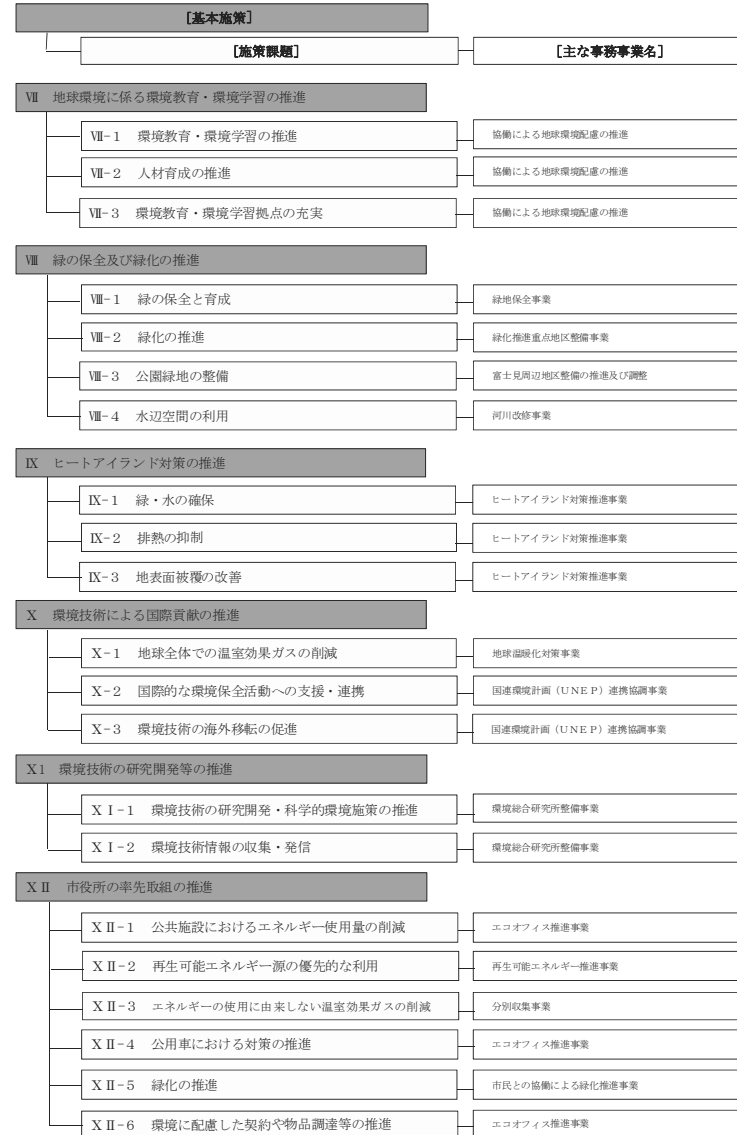 [基本施策]
[施策課題] [主な事務事業名]
Ⅶ 地球環境に係る環境教育・環境学習の推進
Ⅶ-1 環境教育・環境学習の推進 協働による地球環境配慮の推進
Ⅶ-2 人材育成の推進 協働による地球環境配慮の推進
Ⅶ-3 環境教育・環境学習拠点の充実 協働による地球環境配慮の推進
Ⅷ 緑の保全及び緑化の推進
Ⅷ-1 緑の保全と育成 緑地保全事業
Ⅷ-2 緑化の推進 緑化推進重点地区整備事業
Ⅷ-3 公園緑地の整備 富士見周辺地区整備の推進及び調整
Ⅷ-4 水辺空間の利用 河川改修事業
Ⅸ ヒートアイランド対策の推進
Ⅸ-1 緑・水の確保 ヒートアイランド対策推進事業
Ⅸ-2 排熱の抑制 ヒートアイランド対策推進事業
Ⅸ-3 地表面被覆の改善 ヒートアイランド対策推進事業
Ⅹ 環境技術による国際貢献の推進
Ⅹ-1 地球全体での温室効果ガスの削減 地球温暖化対策事業
Ⅹ-2 国際的な環境保全活動への支援・連携 国連環境計画（UNEP）連携協調事業
Ⅹ-3 環境技術の海外移転の促進 国連環境計画（UNEP）連携協調事業
Ⅹ1 環境技術の研究開発等の推進
ⅩⅠ-1 環境技術の研究開発・科学的環境施策の推進 環境総合研究所整備事業
ⅩⅠ-2 環境技術情報の収集・発信 環境総合研究所整備事業
ⅩⅡ 市役所の率先取組の推進
ⅩⅡ-1 公共施設におけるエネルギー使用量の削減 エコオフィス推進事業
ⅩⅡ-2 再生可能エネルギー源の優先的な利用 再生可能エネルギー推進事業
ⅩⅡ-3 エネルギーの使用に由来しない温室効果ガスの削減 分別収集事業
ⅩⅡ-4 公用車における対策の推進 エコオフィス推進事業
ⅩⅡ-5 緑化の推進 市民との協働による緑化推進事業
ⅩⅡ-6 環境に配慮した契約や物品調達等の推進 エコオフィス推進事業